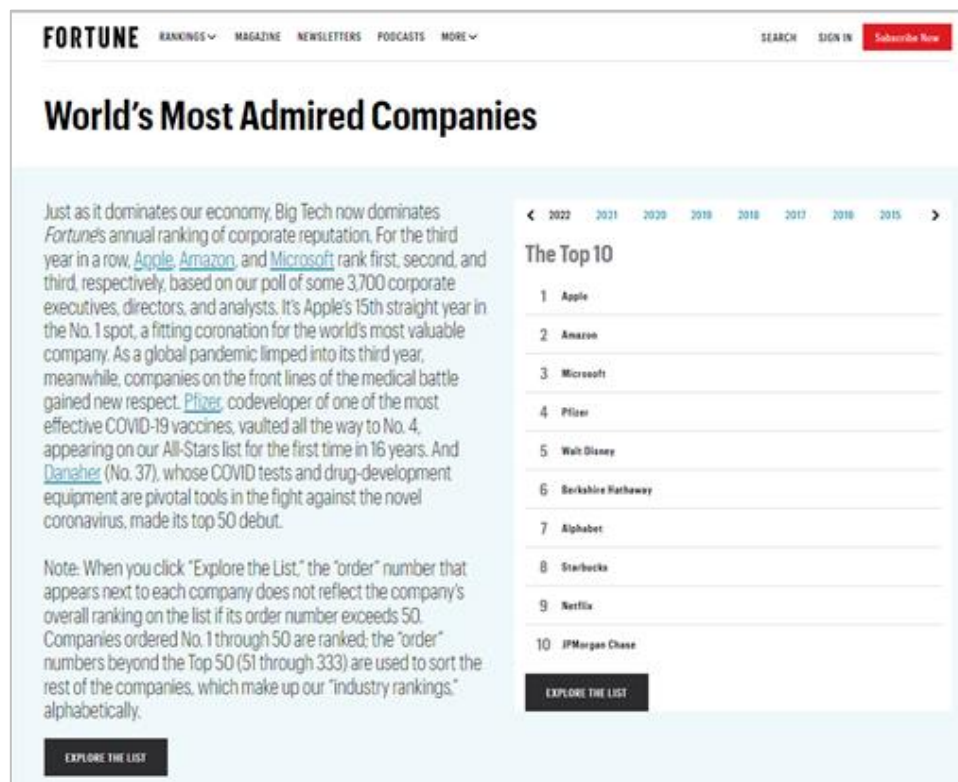 FORTUNE RANKINGS MAGAZINE NEWSLETTERS PODCASTS MORE SEARCH SIGN IN Subscribe Now
World's Most Admired Companies
Just as it dominates our economy, Big Tech now dominates
Fortune's annual ranking of corporate reputation. For the third
year in a row, Apple, Amazon, and Microsoft rank first, second, and
third, respectively, based on our poll of some 3,700 corporate
executives, directors, and analysts. It's Apple's 15th straight year in
the No. 1 spot, a fitting coronation for the world's most valuable
company. As a global pandemic limped into its third year,
meanwhile, companies on the front lines of the medical battle
gained new respect. Pfizer, codeveloper of one of the most
effective COVID-19 vaccines, vaulted all the way to No. 4,
appearing on our All-Stars list for the first time in 16 years. And
Danaher (No. 37), whose COVID tests and drug-development
equipment are pivotal tools in the fight against the novel
coronavirus, made its top 50 debut.
Note: When you click "Explore the List," the "order" number that
appears next to each company does not reflect the company's
overall ranking on the list if its order number exceeds 50.
Companies ordered No. 1 through 50 are ranked; the "order"
numbers beyond the Top 50 (51 through 333) are used to sort the
rest of the companies, which make up our "industry rankings,"
alphabetically.
EXPLORE THE LIST
2022 2021 2020 2019 2018 2017 2016 2015
The Top 10
1 Apple
2 Amazon
3 Microsoft
4 Pfizer
5 Walt Disney
6 Berkshire Hathaway
7 Alphabet
8 Starbucks
9 Netflix
10 JPMorgan Chase
EXPLORE THE LIST